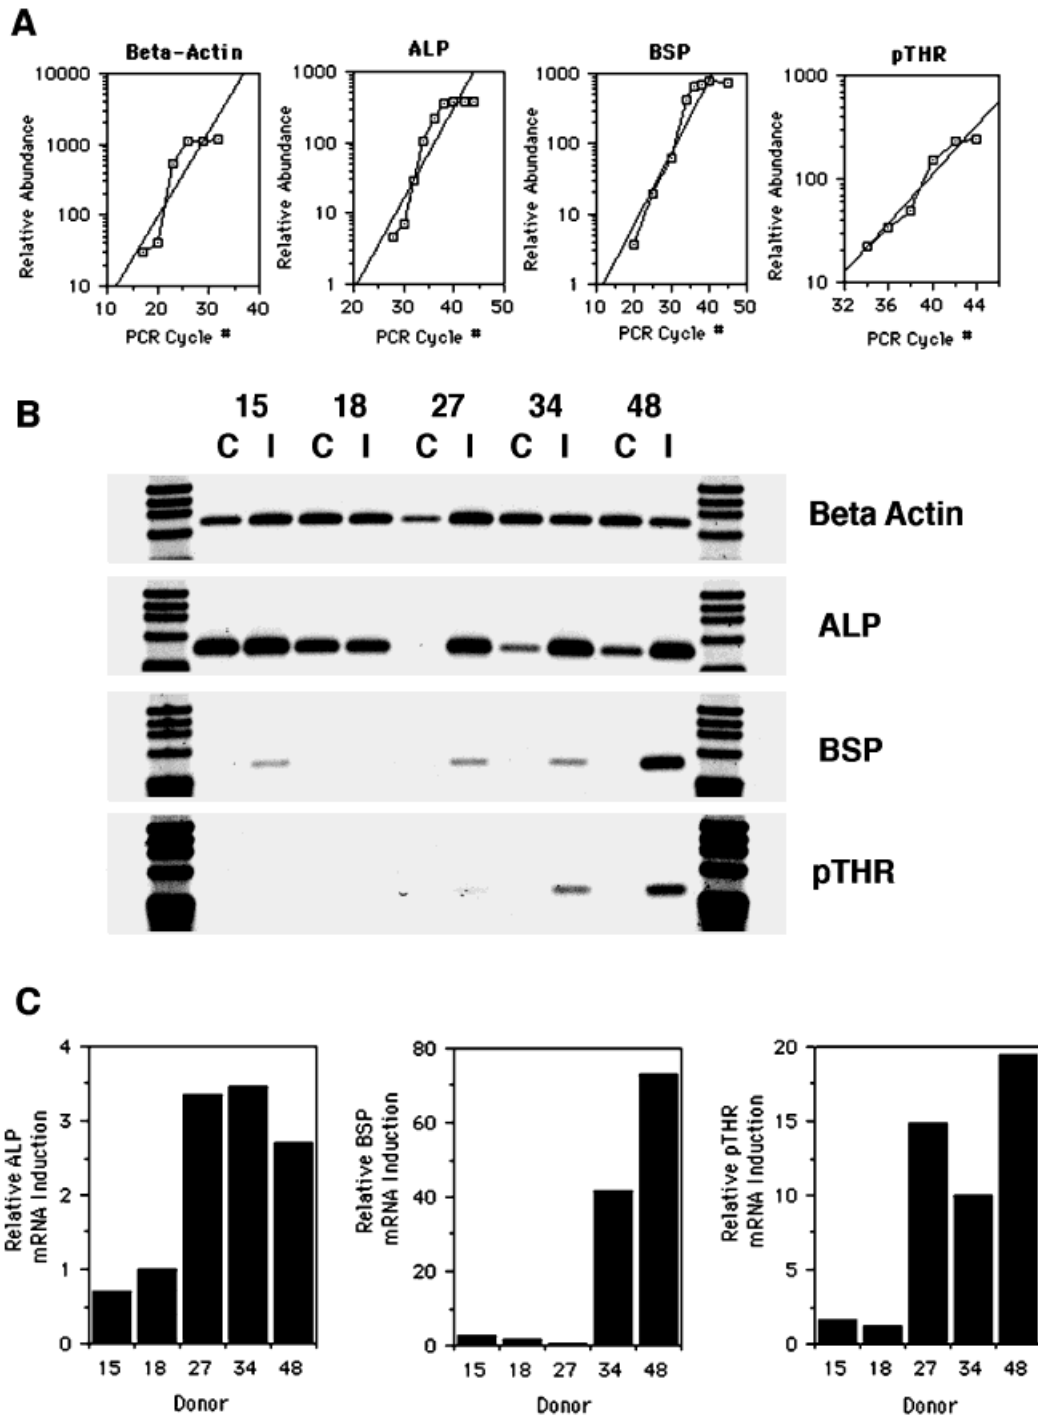 A
Beta-Actin
ALP
BSP
pTHR
Relative Abundance
10000
1000
100
10
10 20 30 40
PCR Cycle #
Relative Abundance
1000
100
10
1
20 30 40 50
PCR Cycle #
Relative Abundance
1000
100
10
1
10 20 30 40 50
PCR Cycle #
Relaltive Abundance
1000
100
10
32 36 40 44
PCR Cycle #
B
15 18 27 34 48
C I C I C I C I C I
Beta Actin
ALP
BSP
pTHR
C
Relative ALP
mRNA Induction
4
3
2
1
0
15 18 27 34 48
Donor
Relative BSP
mRNA Induction
80
60
40
20
0
15 18 27 34 48
Donor
Relative pTHR
mRNA Induction
20
15
10
5
0
15 18 27 34 48
Donor